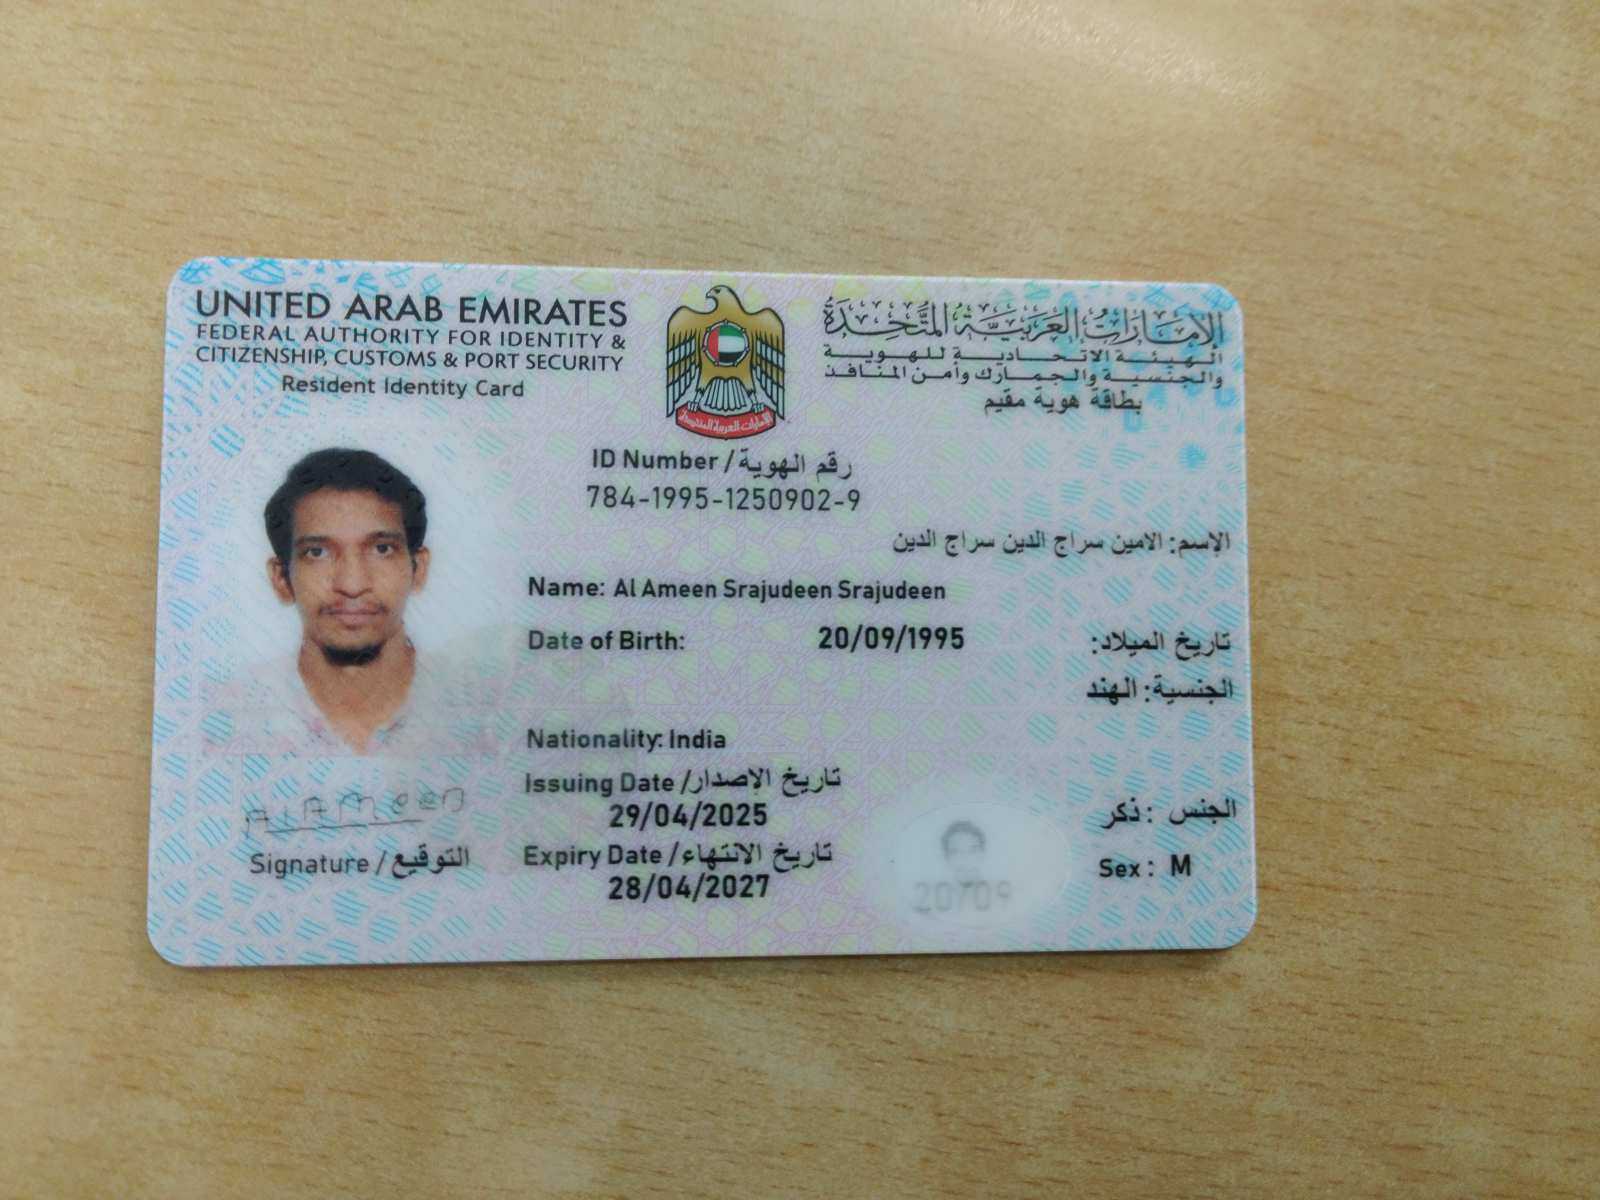 UNITED ARAB EMIRATES
FEDERAL AUTHORITY FOR IDENTITY &
CITIZENSHIP, CUSTOMS & PORT SECURITY
Resident Identity Card
الإمارات العربية المتحدة
الهيئة الاتحادية للهوية
والجنسية والجمارك وأمن المنافذ
بطاقة هوية مقيم
الإمارات العربية المتحدة
ID Number / رقم الهوية
784-1995-1250902-9
الإسم: الامين سراج الدين سراج الدين
Name: Al Ameen Srajudeen Srajudeen
Date of Birth: 20/09/1995 تاريخ الميلاد:
الجنسية: الهند
Nationality: India
Issuing Date / تاريخ الإصدار
29/04/2025
الجنس : ذكر
Expiry Date / تاريخ الانتهاء
28/04/2027
Sex : M
AlAmeen
Signature / التوقيع
20709